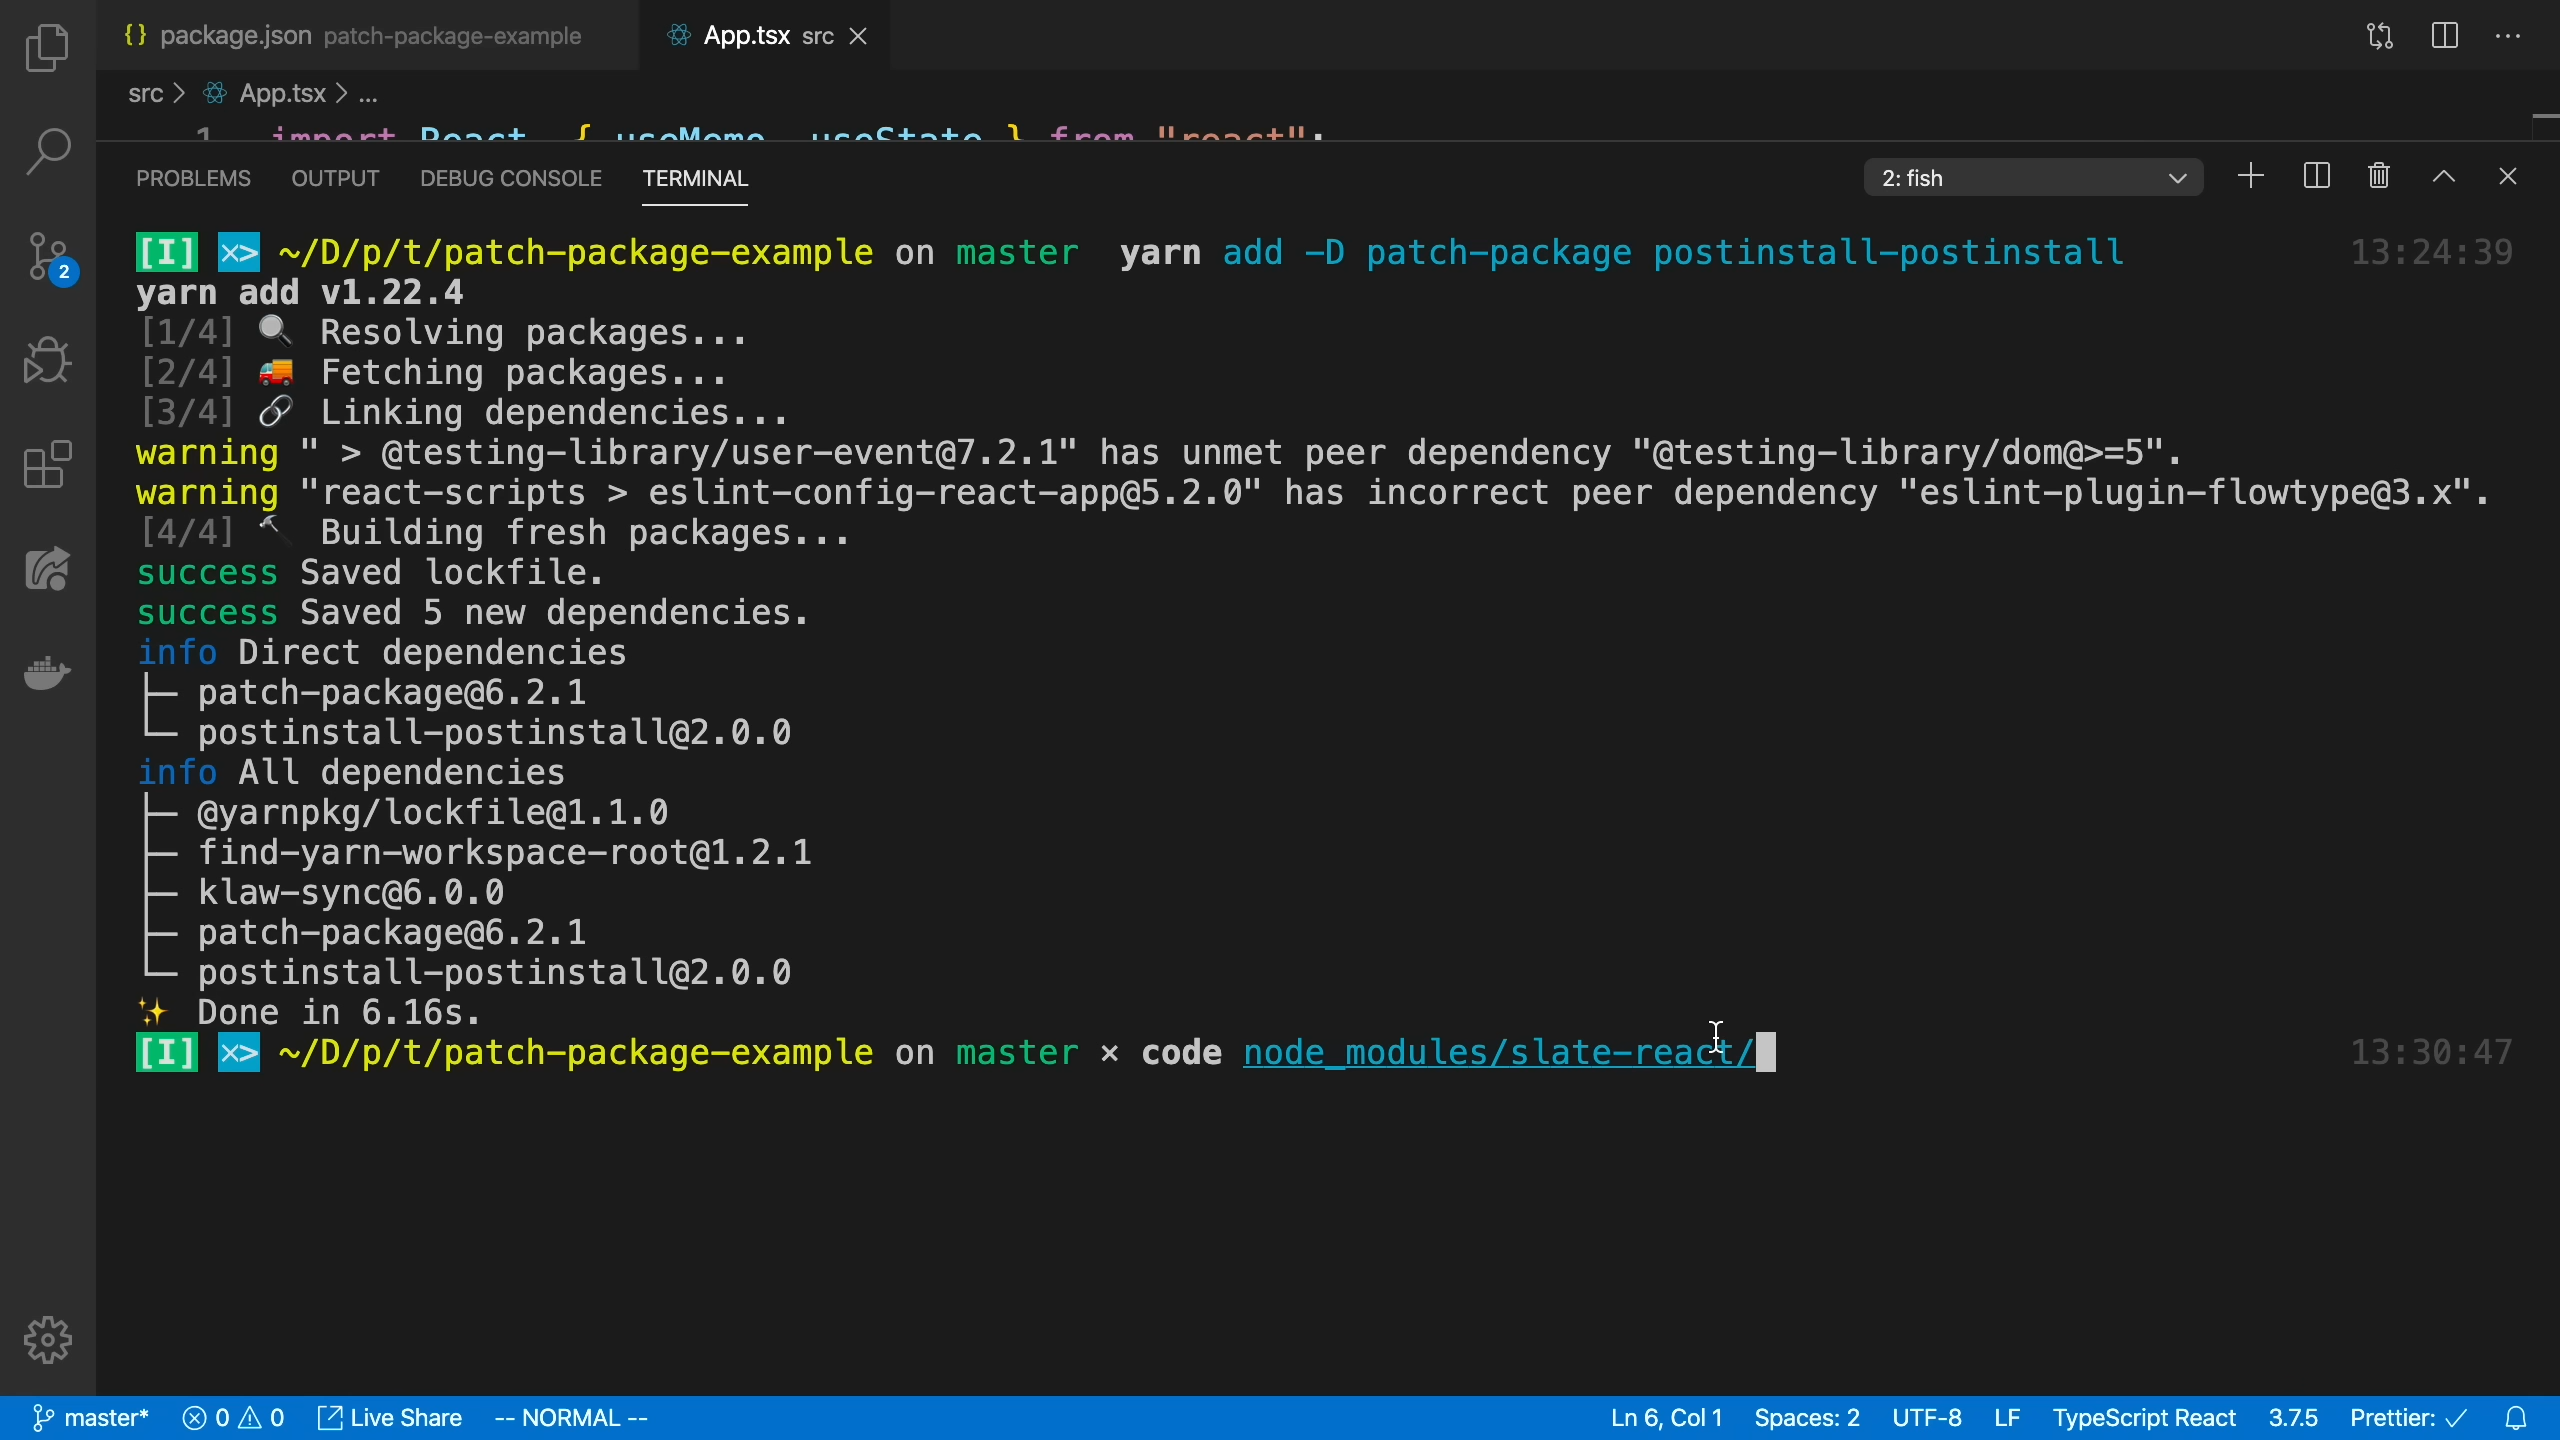 {} package.json patch-package-example App.tsx src
src > App.tsx > ...
1 import React, { useMemo, useState } from "react";
PROBLEMS OUTPUT DEBUG CONSOLE TERMINAL 2: fish
[I] ⋊> ~/D/p/t/patch-package-example on master yarn add -D patch-package postinstall-postinstall 13:24:39
yarn add v1.22.4
[1/4] 🔍 Resolving packages...
[2/4] 🚚 Fetching packages...
[3/4] 🔗 Linking dependencies...
warning " > @testing-library/user-event@7.2.1" has unmet peer dependency "@testing-library/dom@>=5".
warning "react-scripts > eslint-config-react-app@5.2.0" has incorrect peer dependency "eslint-plugin-flowtype@3.x".
[4/4] 🔨 Building fresh packages...
success Saved lockfile.
success Saved 5 new dependencies.
info Direct dependencies
├─ patch-package@6.2.1
└─ postinstall-postinstall@2.0.0
info All dependencies
├─ @yarnpkg/lockfile@1.1.0
├─ find-yarn-workspace-root@1.2.1
├─ klaw-sync@6.0.0
├─ patch-package@6.2.1
└─ postinstall-postinstall@2.0.0
✨ Done in 6.16s.
[I] ⋊> ~/D/p/t/patch-package-example on master × code node_modules/slate-react/ 13:30:47
2
master* 0 0 Live Share -- NORMAL -- Ln 6, Col 1 Spaces: 2 UTF-8 LF TypeScript React 3.7.5 Prettier: ✓